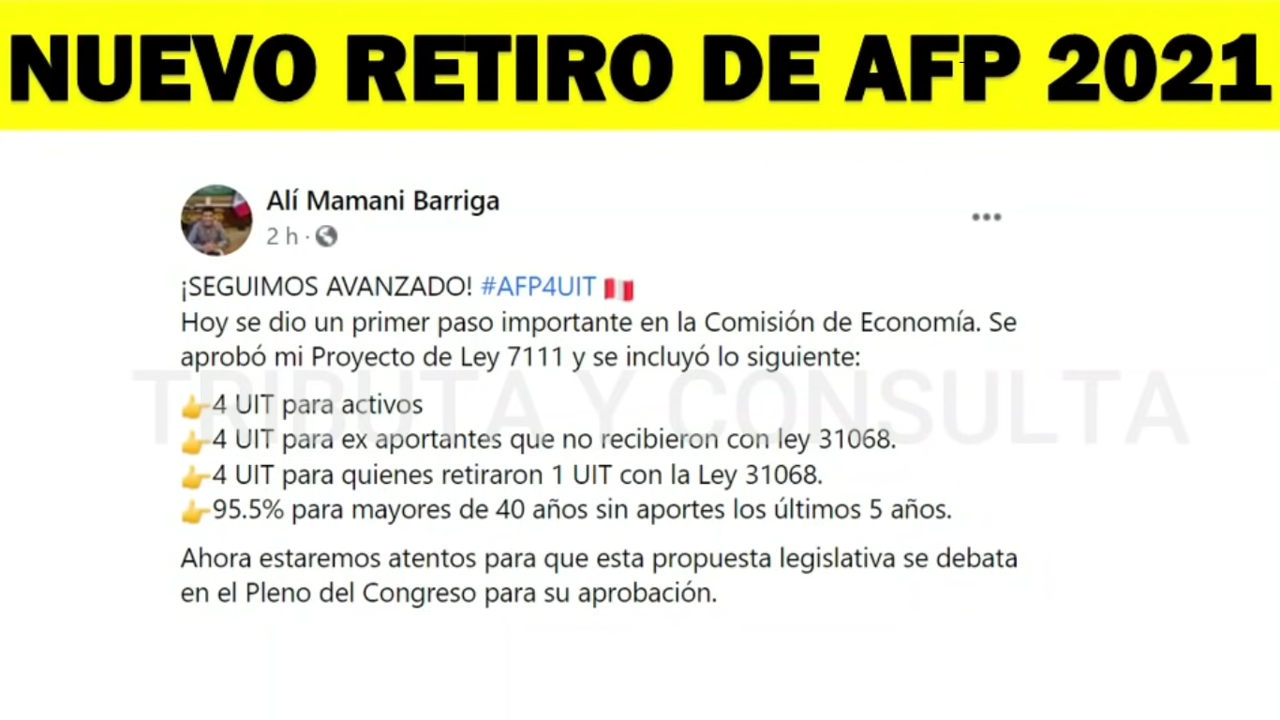 NUEVO RETIRO DE AFP 2021
Alí Mamani Barriga
2 h ·
¡SEGUIMOS AVANZADO! #AFP4UIT
Hoy se dio un primer paso importante en la Comisión de Economía. Se
aprobó mi Proyecto de Ley 7111 y se incluyó lo siguiente:
TRIBUTA Y CONSULTA
👉4 UIT para activos
👉4 UIT para ex aportantes que no recibieron con ley 31068.
👉4 UIT para quienes retiraron 1 UIT con la Ley 31068.
👉95.5% para mayores de 40 años sin aportes los últimos 5 años.
Ahora estaremos atentos para que esta propuesta legislativa se debata
en el Pleno del Congreso para su aprobación.